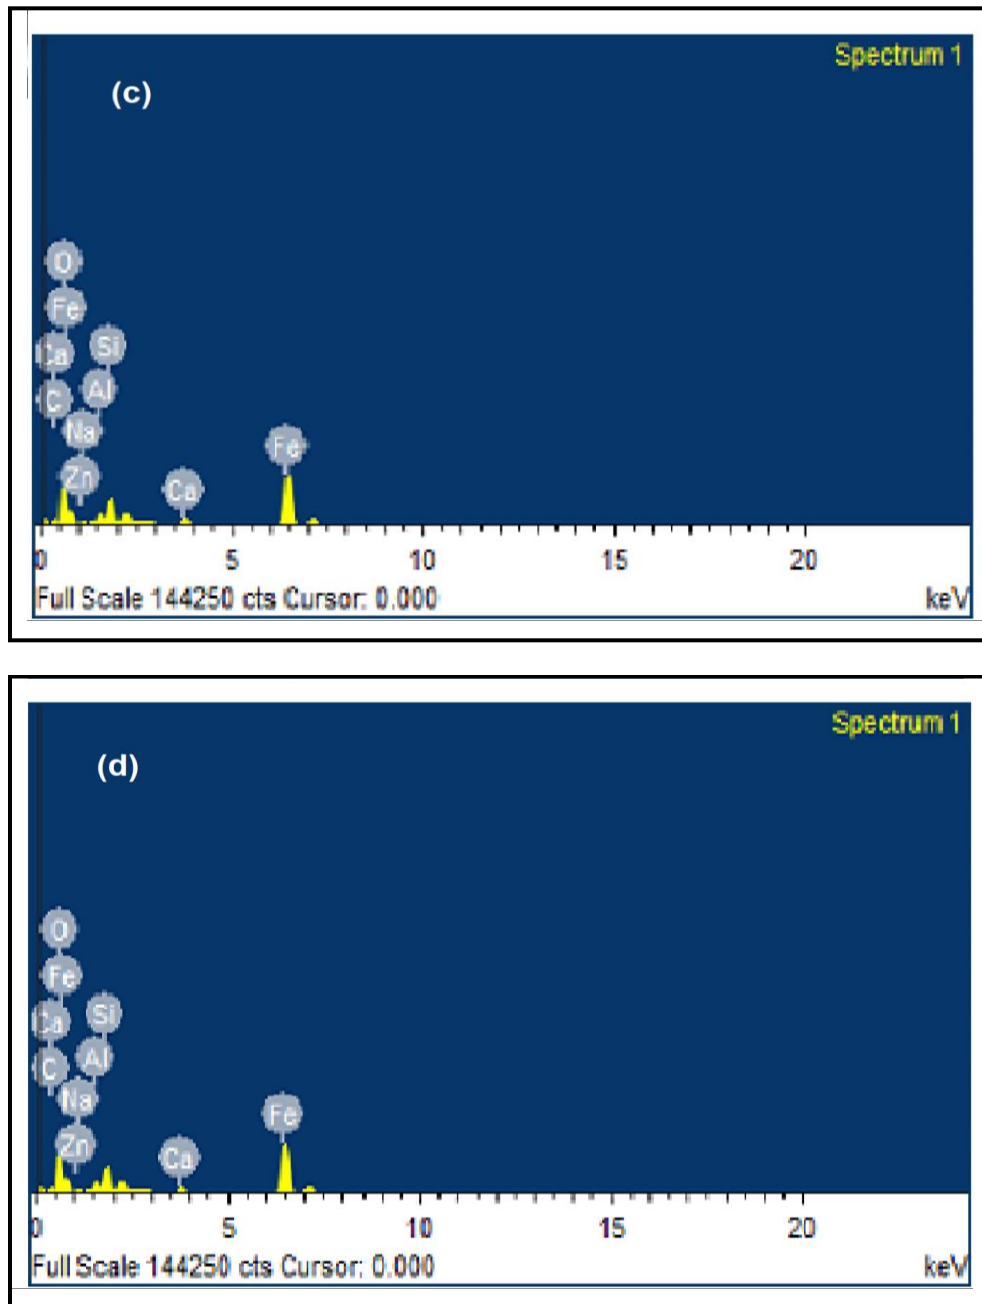 Spectrum 1
(c)
O
Fe
Si
Ca
Al
C
Na
Fe
Zn
Ca
0 5 10 15 20
Full Scale 144250 cts Cursor: 0.000 keV
Spectrum 1
(d)
O
Fe
Si
Ca
Al
C
Na
Fe
Zn
Ca
0 5 10 15 20
Full Scale 144250 cts Cursor: 0.000 keV